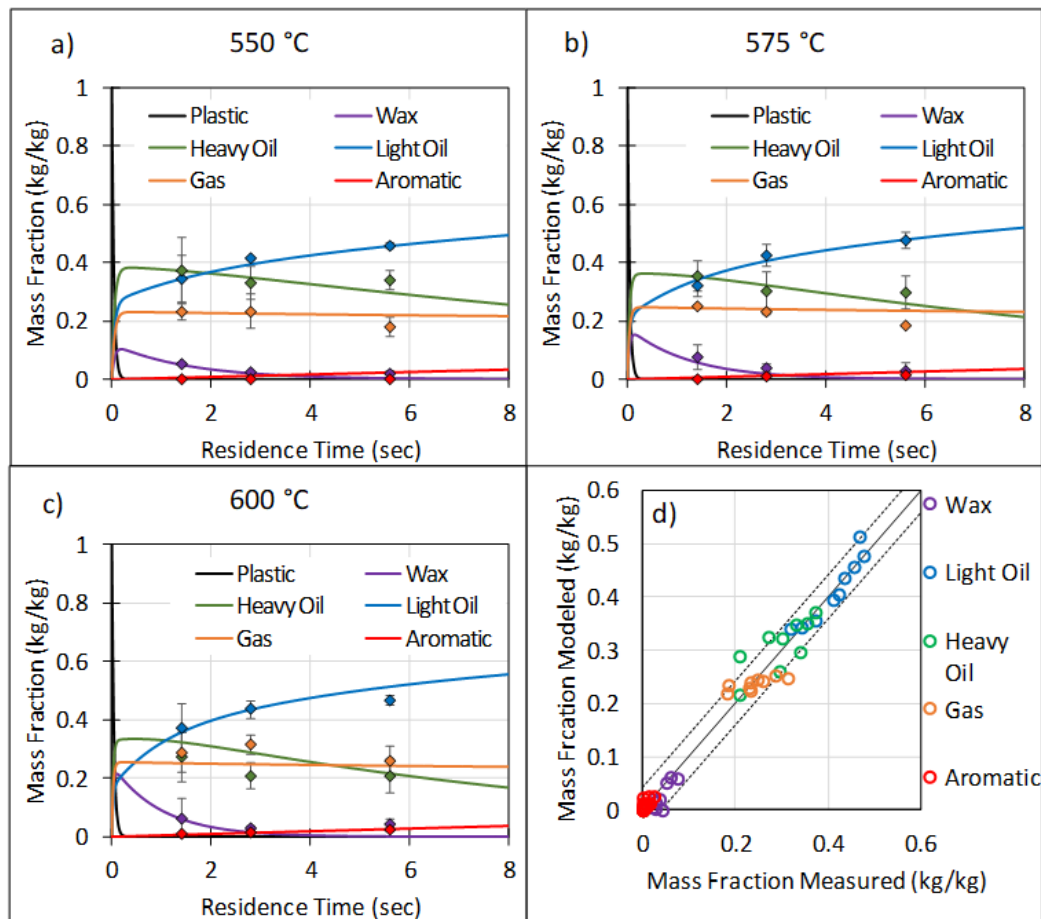 a)
550 °C
Mass Fraction (kg/kg)
1
0.8
0.6
0.4
0.2
0
Plastic
Wax
Heavy Oil
Light Oil
Gas
Aromatic
0
2
4
6
8
Residence Time (sec)
b)
575 °C
Mass Fraction (kg/kg)
1
0.8
0.6
0.4
0.2
0
Plastic
Wax
Heavy Oil
Light Oil
Gas
Aromatic
0
2
4
6
8
Residence Time (sec)
c)
600 °C
Mass Fraction (kg/kg)
1
0.8
0.6
0.4
0.2
0
Plastic
Wax
Heavy Oil
Light Oil
Gas
Aromatic
0
2
4
6
8
Residence Time (sec)
d)
Mass Frcation Modeled (kg/kg)
0.6
0.5
0.4
0.3
0.2
0.1
0
0
0.2
0.4
0.6
Mass Fraction Measured (kg/kg)
Wax
Light Oil
Heavy
Oil
Gas
Aromatic